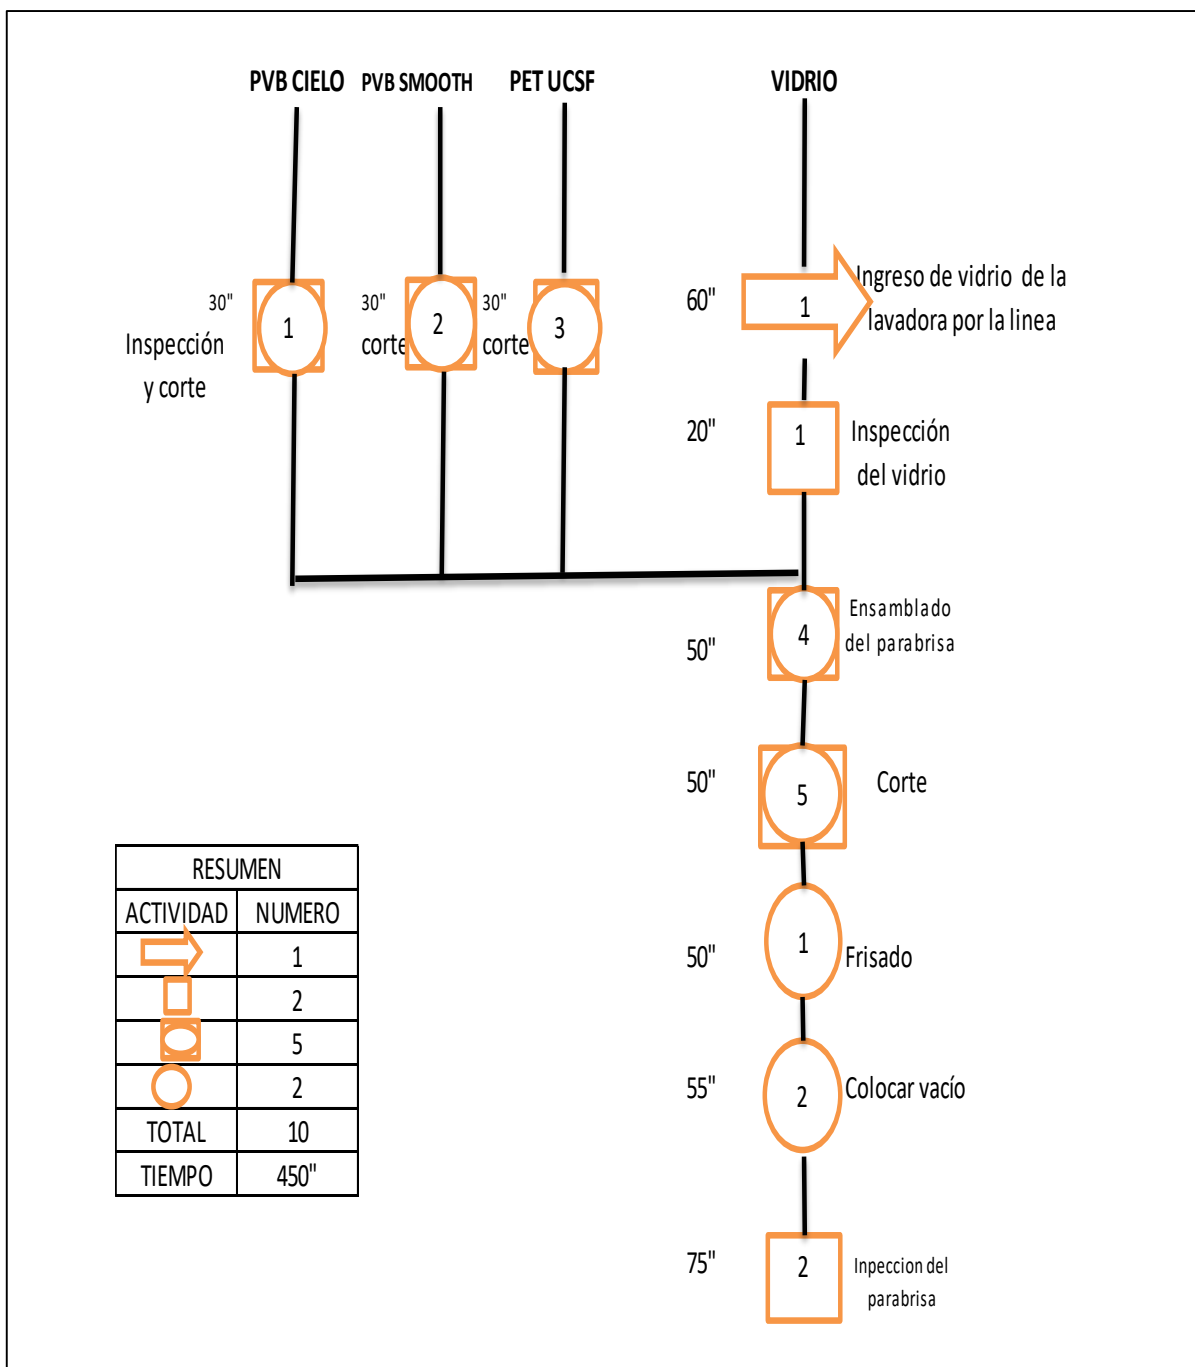 PVB CIELO
PVB SMOOTH
PET UCSF
VIDRIO
30"
Inspección
y corte
1
30"
corte
2
30"
corte
3
60"
1
Ingreso de vidrio de la
lavadora por la linea
20"
1
Inspección
del vidrio
50"
4
Ensamblado
del parabrisa
50"
5
Corte
50"
1
Frisado
55"
2
Colocar vacío
75"
2
Inpeccion del
parabrisa
RESUMEN
ACTIVIDAD NUMERO
1
2
5
2
TOTAL 10
TIEMPO 450"